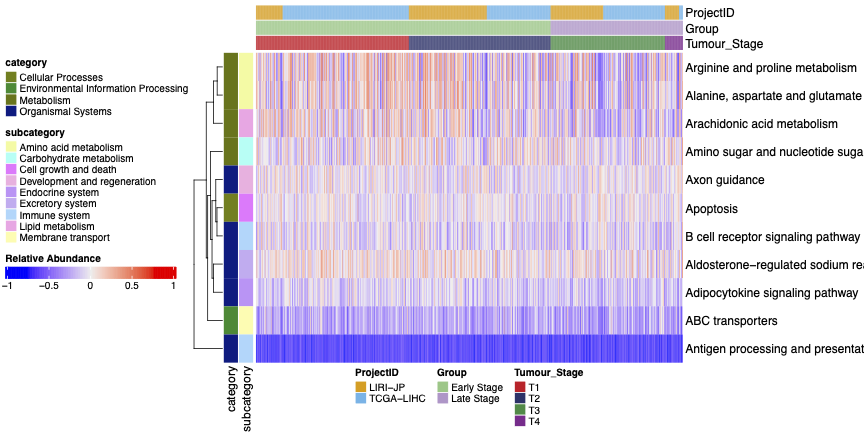 ProjectID
Group
Tumour_Stage
category
Cellular Processes
Environmental Information Processing
Metabolism
Organismal Systems
subcategory
Amino acid metabolism
Carbohydrate metabolism
Cell growth and death
Development and regeneration
Endocrine system
Excretory system
Immune system
Lipid metabolism
Membrane transport
Relative Abundance
−1 −0.5 0 0.5 1
Arginine and proline metabolism
Alanine, aspartate and glutamate
Arachidonic acid metabolism
Amino sugar and nucleotide suga
Axon guidance
Apoptosis
B cell receptor signaling pathway
Aldosterone−regulated sodium rea
Adipocytokine signaling pathway
ABC transporters
Antigen processing and presentat
category
subcategory
ProjectID
LIRI−JP
TCGA−LIHC
Group
Early Stage
Late Stage
Tumour_Stage
T1
T2
T3
T4